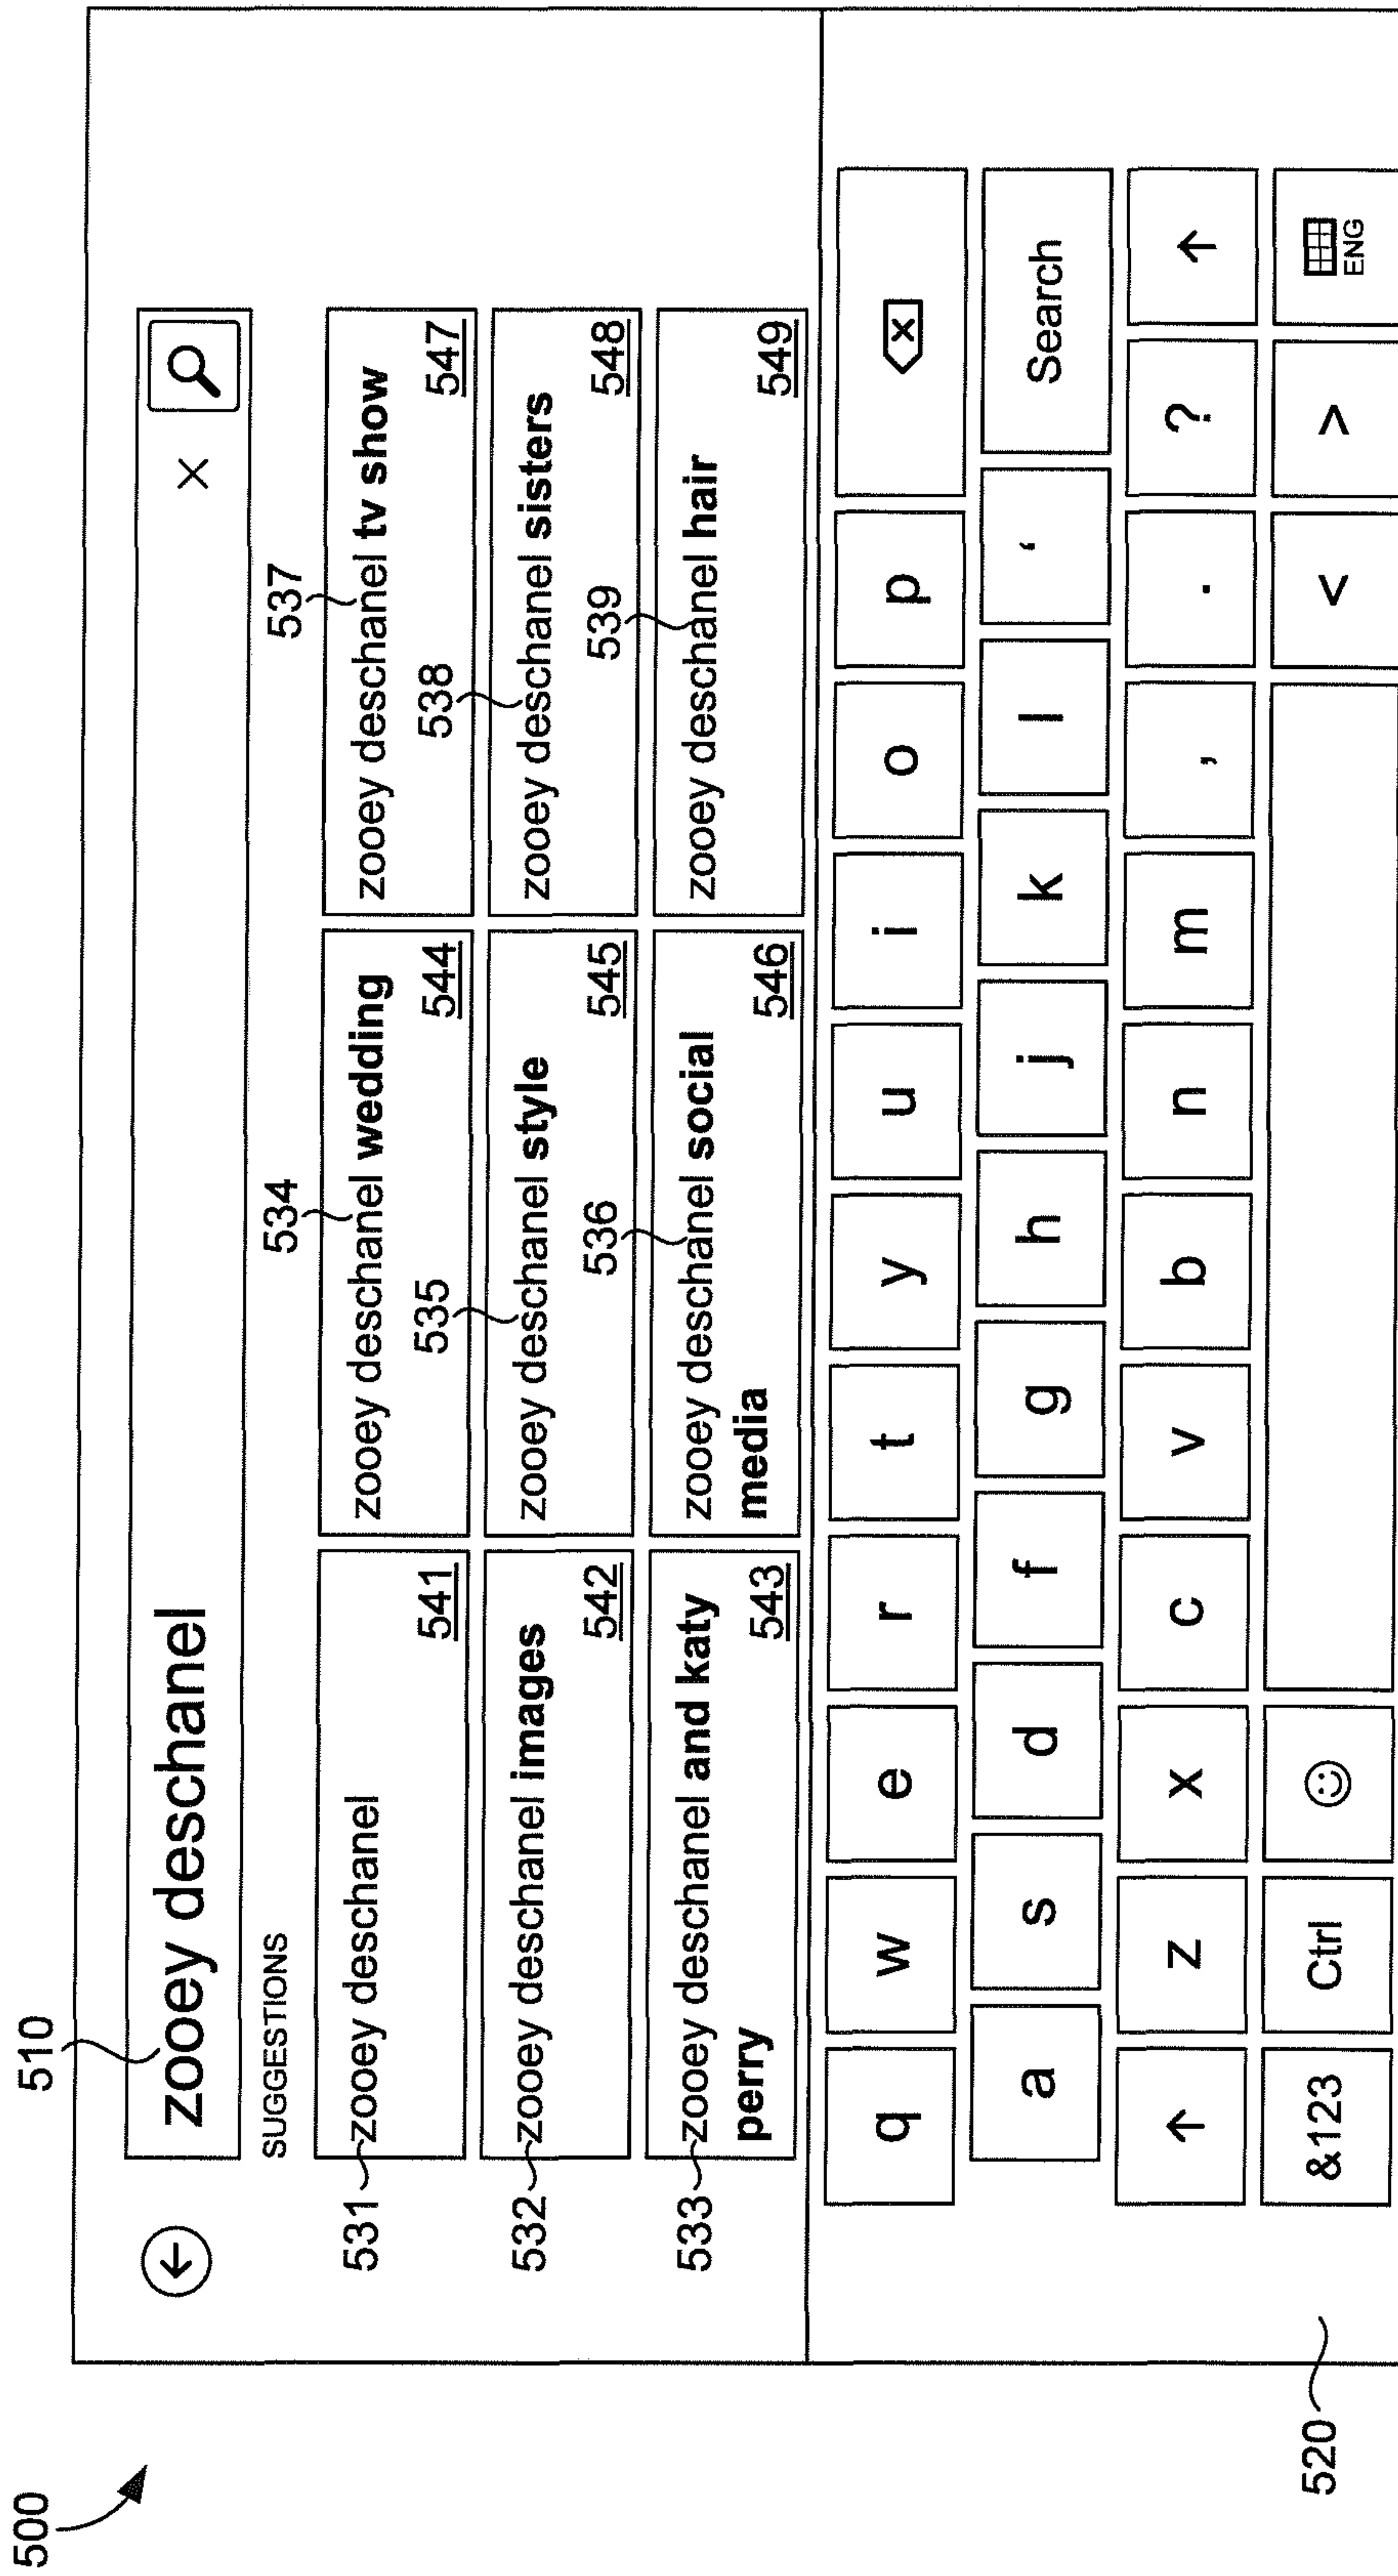 500
510
zooey deschanel
×
SUGGESTIONS
531
zooey deschanel
541
534
zooey deschanel wedding
544
537
zooey deschanel tv show
547
532
zooey deschanel images
542
535
zooey deschanel style
545
538
zooey deschanel sisters
548
533
zooey deschanel and katy
perry
543
536
zooey deschanel social
media
546
539
zooey deschanel hair
549
q w e r t y u i o p
a s d f g h j k l ‘ Search
↑ z x c v b n m , . ? ↑
&123 Ctrl < > ENG
520